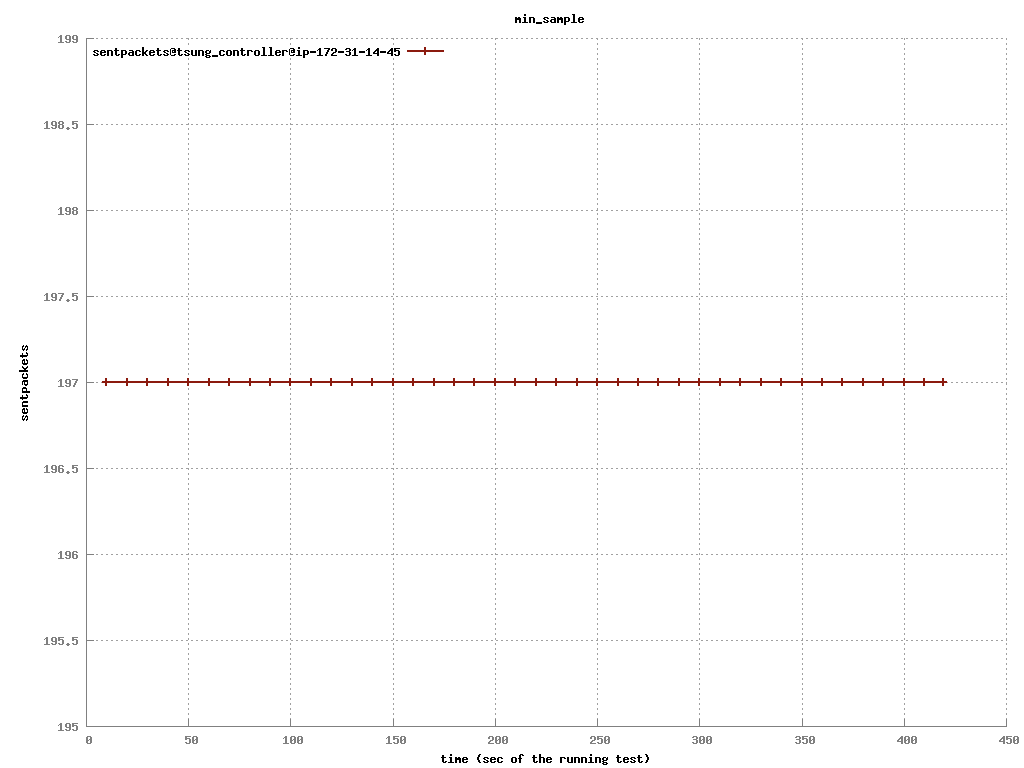 min_sample
sentpackets@tsung_controller@ip-172-31-14-45
199
198.5
198
197.5
197
196.5
196
195.5
195
sentpackets
0 50 100 150 200 250 300 350 400 450
time (sec of the running test)